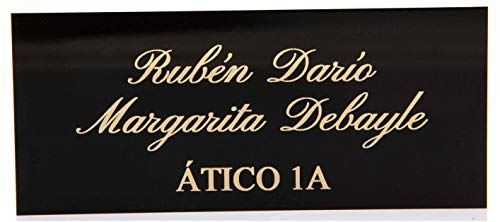 Rubén Darío
Margarita Debayle
ÁTICO 1A